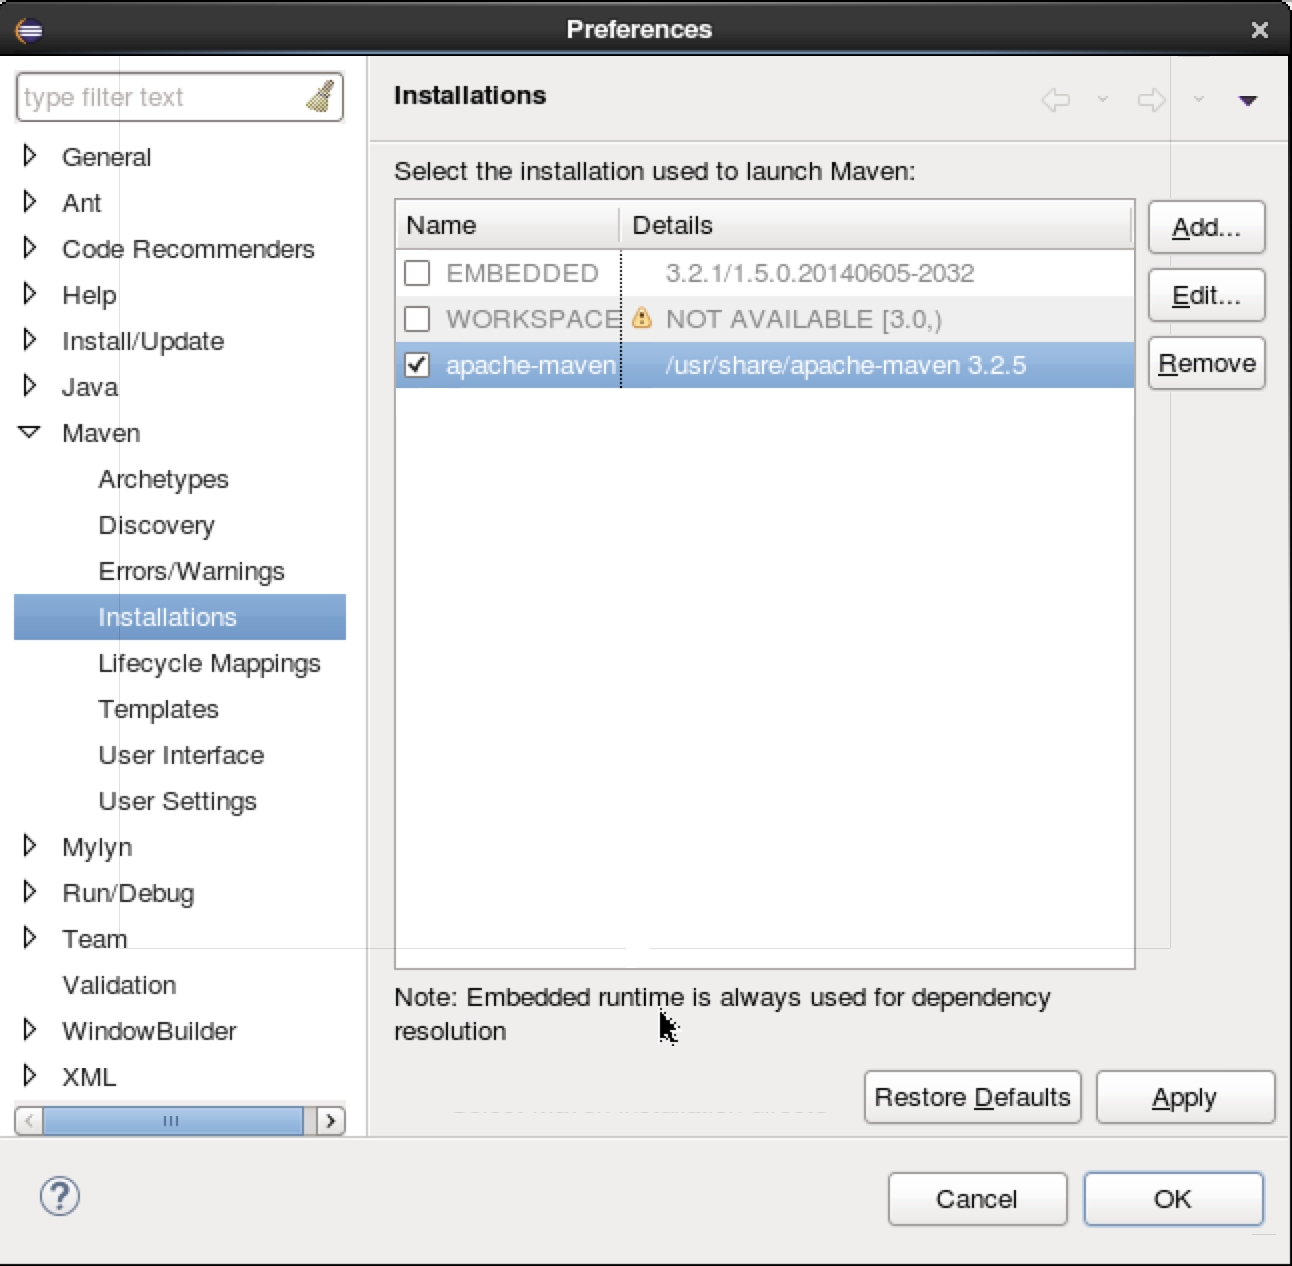 Preferences
type filter text
General
Ant
Code Recommenders
Help
Install/Update
Java
Maven
Archetypes
Discovery
Errors/Warnings
Installations
Lifecycle Mappings
Templates
User Interface
User Settings
Mylyn
Run/Debug
Team
Validation
WindowBuilder
XML
Installations
Select the installation used to launch Maven:
Name Details
EMBEDDED 3.2.1/1.5.0.20140605-2032
WORKSPACE NOT AVAILABLE [3.0,)
apache-maven /usr/share/apache-maven 3.2.5
Add...
Edit...
Remove
Note: Embedded runtime is always used for dependency
resolution
Restore Defaults Apply
Cancel OK